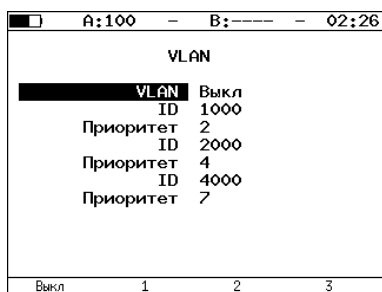 A:100 – B:---- – 02:26
VLAN
VLAN Выкл
ID 1000
Приоритет 2
ID 2000
Приоритет 4
ID 4000
Приоритет 7
Выкл 1 2 3